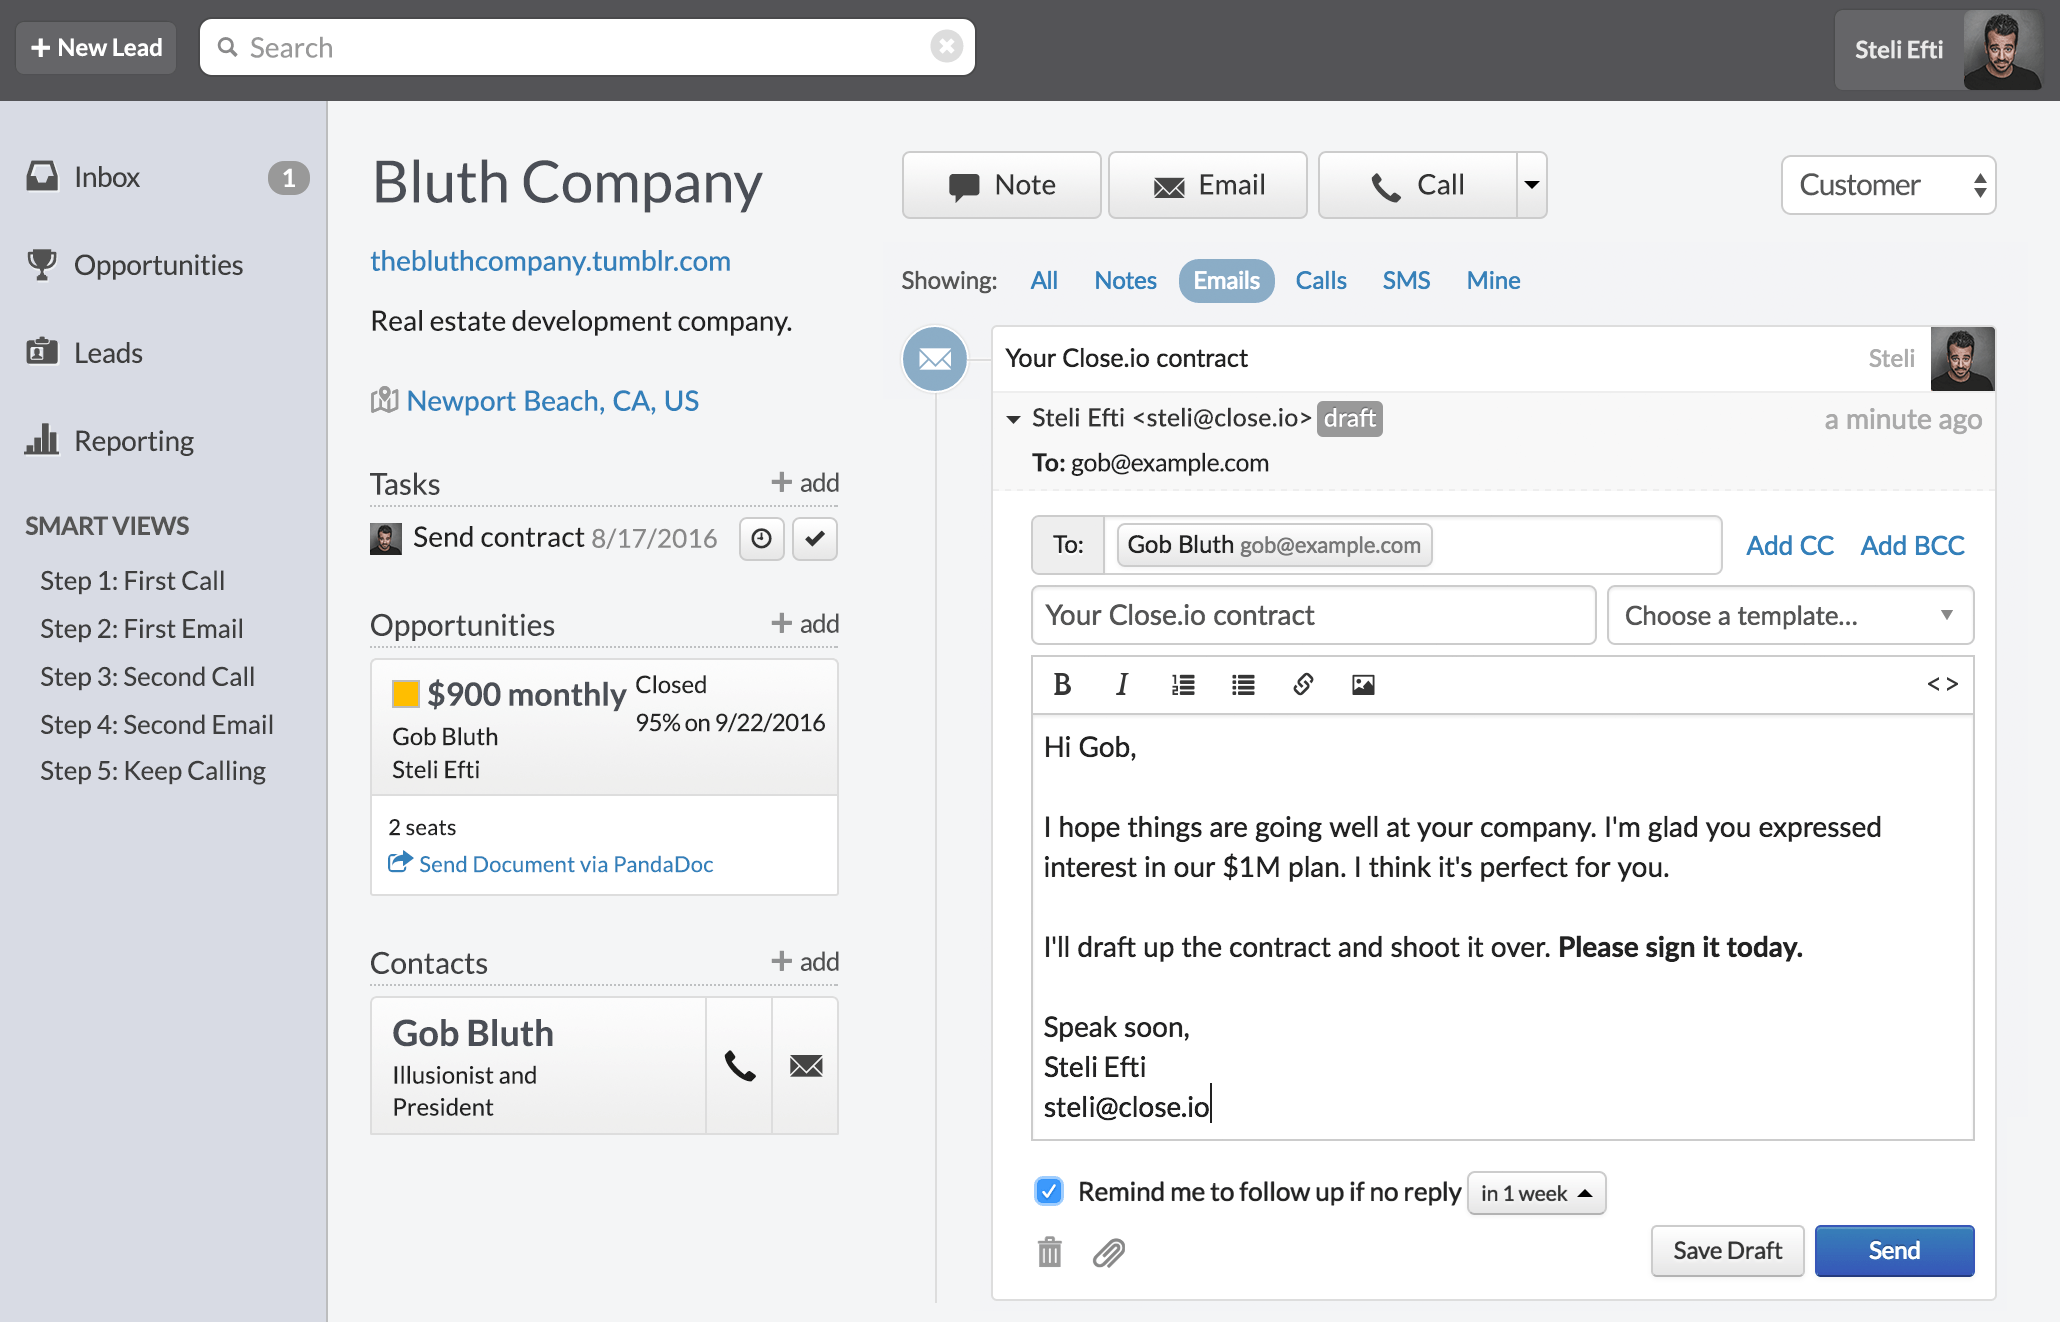 + New Lead
Search
Steli Efti
Inbox
1
Opportunities
Leads
Reporting
SMART VIEWS
Step 1: First Call
Step 2: First Email
Step 3: Second Call
Step 4: Second Email
Step 5: Keep Calling
Bluth Company
thebluthcompany.tumblr.com
Real estate development company.
Newport Beach, CA, US
Tasks
+ add
Send contract 8/17/2016
Opportunities
+ add
$900 monthly
Closed
95% on 9/22/2016
Gob Bluth
Steli Efti
2 seats
Send Document via PandaDoc
Contacts
+ add
Gob Bluth
Illusionist and
President
Note
Email
Call
Customer
Showing:
All
Notes
Emails
Calls
SMS
Mine
Your Close.io contract
Steli
Steli Efti <steli@close.io> draft
a minute ago
To: gob@example.com
To:
Gob Bluth gob@example.com
Add CC
Add BCC
Your Close.io contract
Choose a template...
B
I
< >
Hi Gob,
I hope things are going well at your company. I'm glad you expressed
interest in our $1M plan. I think it's perfect for you.
I'll draft up the contract and shoot it over. Please sign it today.
Speak soon,
Steli Efti
steli@close.io
Remind me to follow up if no reply
in 1 week
Save Draft
Send